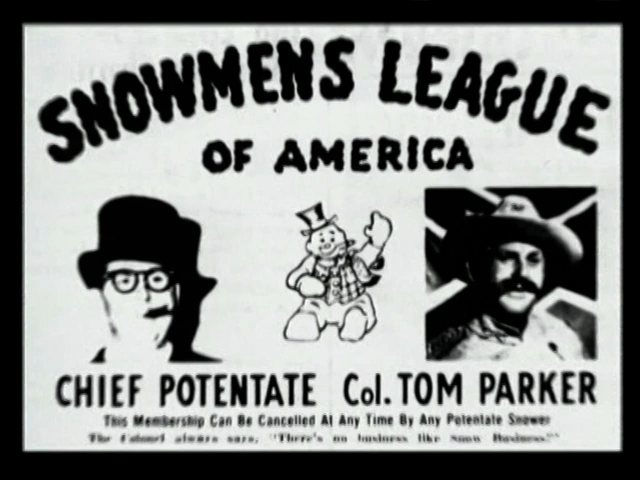 SNOWMENS LEAGUE
OF AMERICA
CHIEF POTENTATE Col. TOM PARKER
This Membership Can Be Cancelled At Any Time By Any Potentate Snower
The Colonel always says, "There's no business like Snow Business."